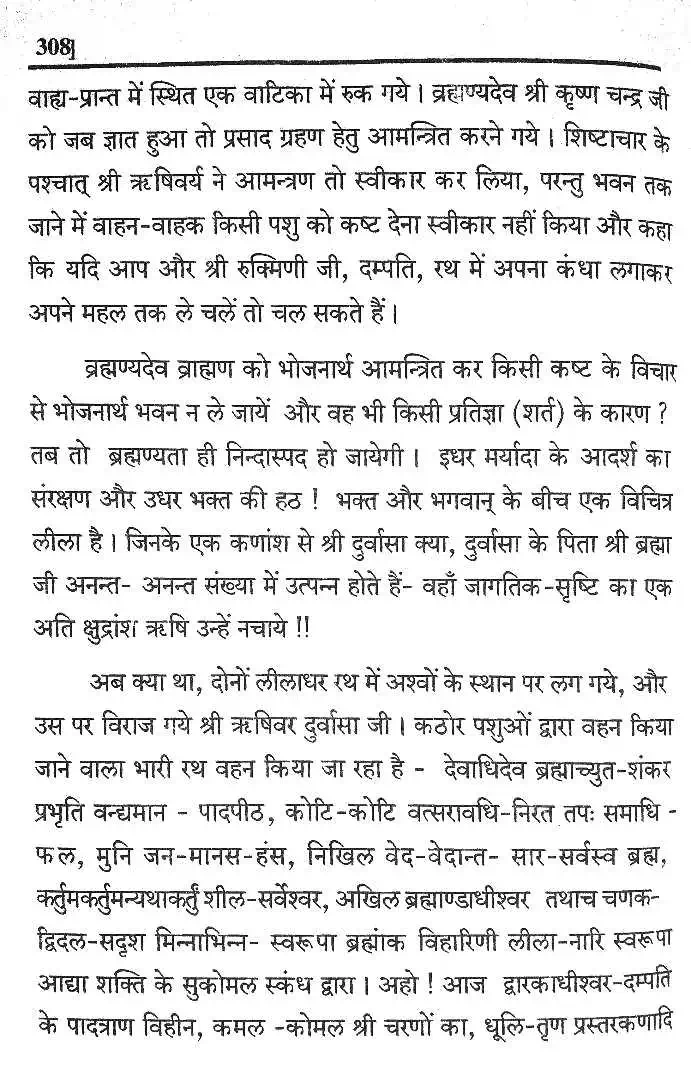 308]
वाह्य-प्रान्त में स्थित एक वाटिका में रुक गये। ब्रह्मण्यदेव श्री कृष्ण चन्द्र जी
को जब ज्ञात हुआ तो प्रसाद ग्रहण हेतु आमन्त्रित करने गये। शिष्टाचार के
पश्चात् श्री ऋषिवर्य ने आमन्त्रण तो स्वीकार कर लिया, परन्तु भवन तक
जाने में वाहन-वाहक किसी पशु को कष्ट देना स्वीकार नहीं किया और कहा
कि यदि आप और श्री रुक्मिणी जी, दम्पति, रथ में अपना कंधा लगाकर
अपने महल तक ले चलें तो चल सकते हैं।
ब्रह्मण्यदेव ब्राह्मण को भोजनार्थ आमन्त्रित कर किसी कष्ट के विचार
से भोजनार्थ भवन न ले जायें और वह भी किसी प्रतिज्ञा (शर्त) के कारण ?
तब तो ब्रह्मण्यता ही निन्दास्पद हो जायेगी। इधर मर्यादा के आदर्श का
संरक्षण और उधर भक्त की हठ ! भक्त और भगवान् के बीच एक विचित्र
लीला है। जिनके एक कणांश से श्री दुर्वासा क्या, दुर्वासा के पिता श्री ब्रह्मा
जी अनन्त- अनन्त संख्या में उत्पन्न होते हैं- वहाँ जागतिक-सृष्टि का एक
अति क्षुद्रांश ऋषि उन्हें नचाये !!
अब क्या था, दोनों लीलाधर रथ में अश्वों के स्थान पर लग गये, और
उस पर विराज गये श्री ऋषिवर दुर्वासा जी। कठोर पशुओं द्वारा वहन किया
जाने वाला भारी रथ वहन किया जा रहा है - देवाधिदेव ब्रह्माच्युत-शंकर
प्रभृति वन्द्यमान - पादपीठ, कोटि-कोटि वत्सरावधि-निरत तपः समाधि -
फल, मुनि जन-मानस-हंस, निखिल वेद-वेदान्त- सार-सर्वस्व ब्रह्म,
कर्तुमकर्तुमन्यथाकर्तुं शील-सर्वेश्वर, अखिल ब्रह्माण्डाधीश्वर तथाच चणक-
द्विदल-सदृश भिन्नाभिन्न- स्वरूपा ब्रह्मांक विहारिणी लीला-नारि स्वरूपा
आद्या शक्ति के सुकोमल स्कंध द्वारा। अहो ! आज द्वारकाधीश्वर-दम्पति
के पादत्राण विहीन, कमल -कोमल श्री चरणों का, धूलि-तृण प्रस्तरकणादि